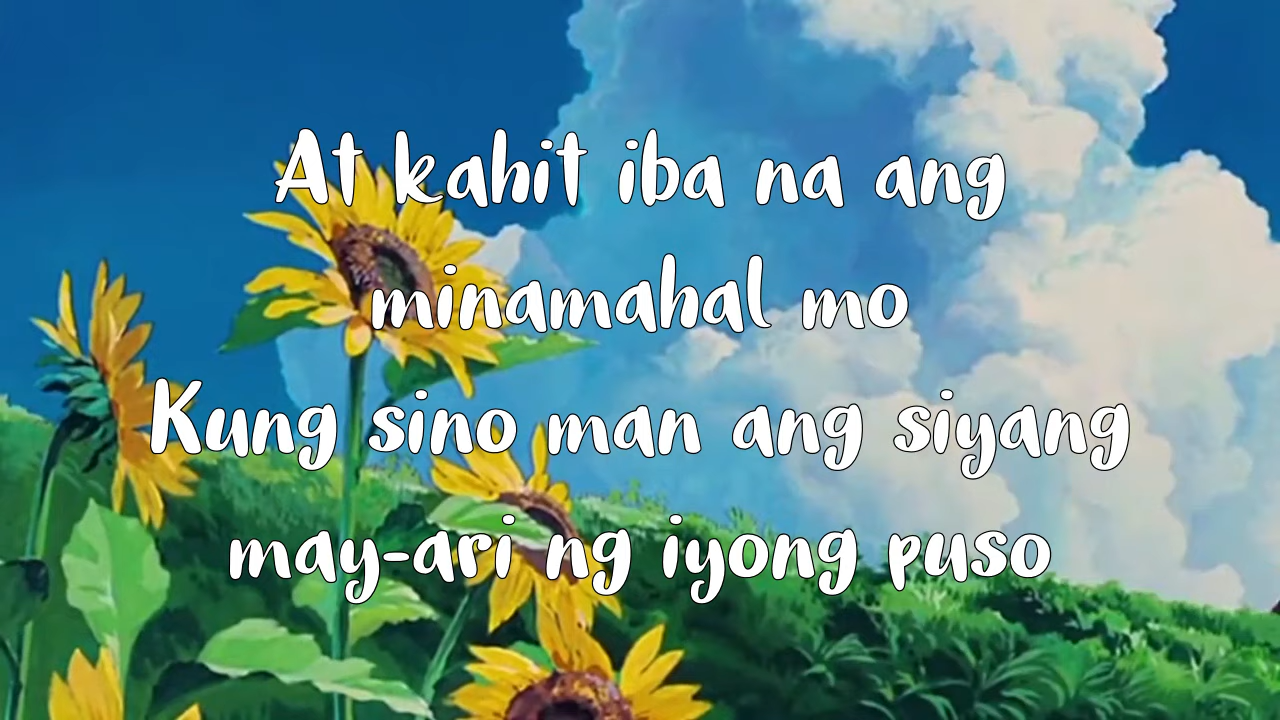 At kahit iba na ang
minamahal mo
Kung sino man ang siyang
may-ari ng iyong puso